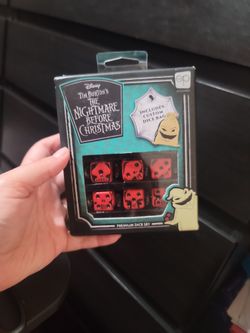 Disney
Tim Burton's
THE
NIGHTMARE
BEFORE
CHRISTMAS
INCLUDES
CUSTOM
DICE BAG
PREMIUM DICE SET